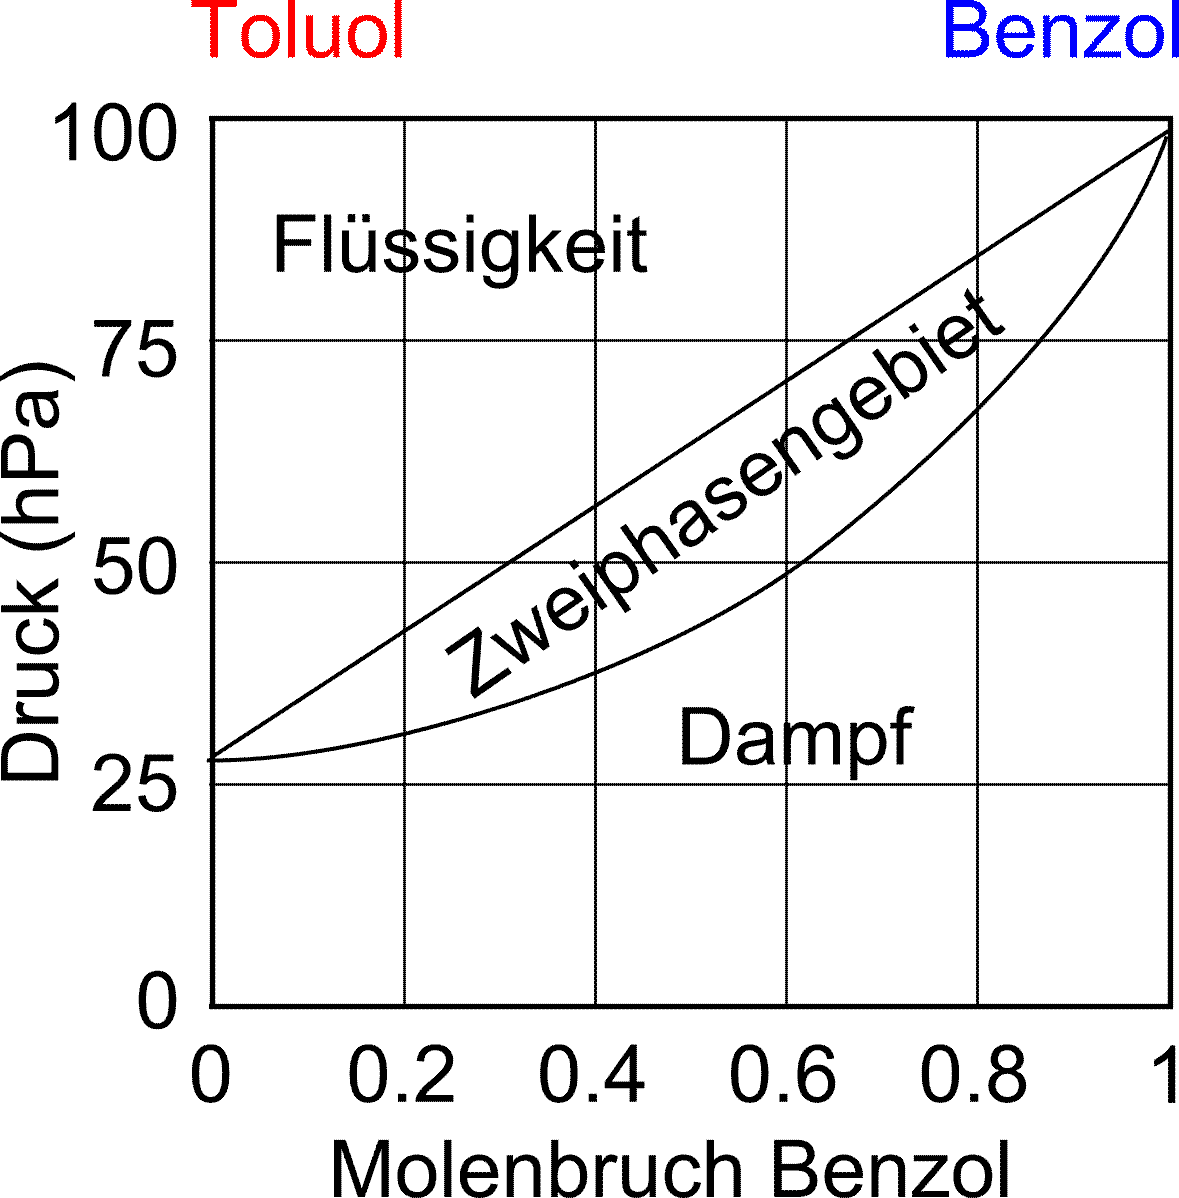 Toluol Benzol
100
Flüssigkeit
75
Zweiphasengebiet
Druck (hPa)
50
Dampf
25
0
0 0.2 0.4 0.6 0.8 1
Molenbruch Benzol